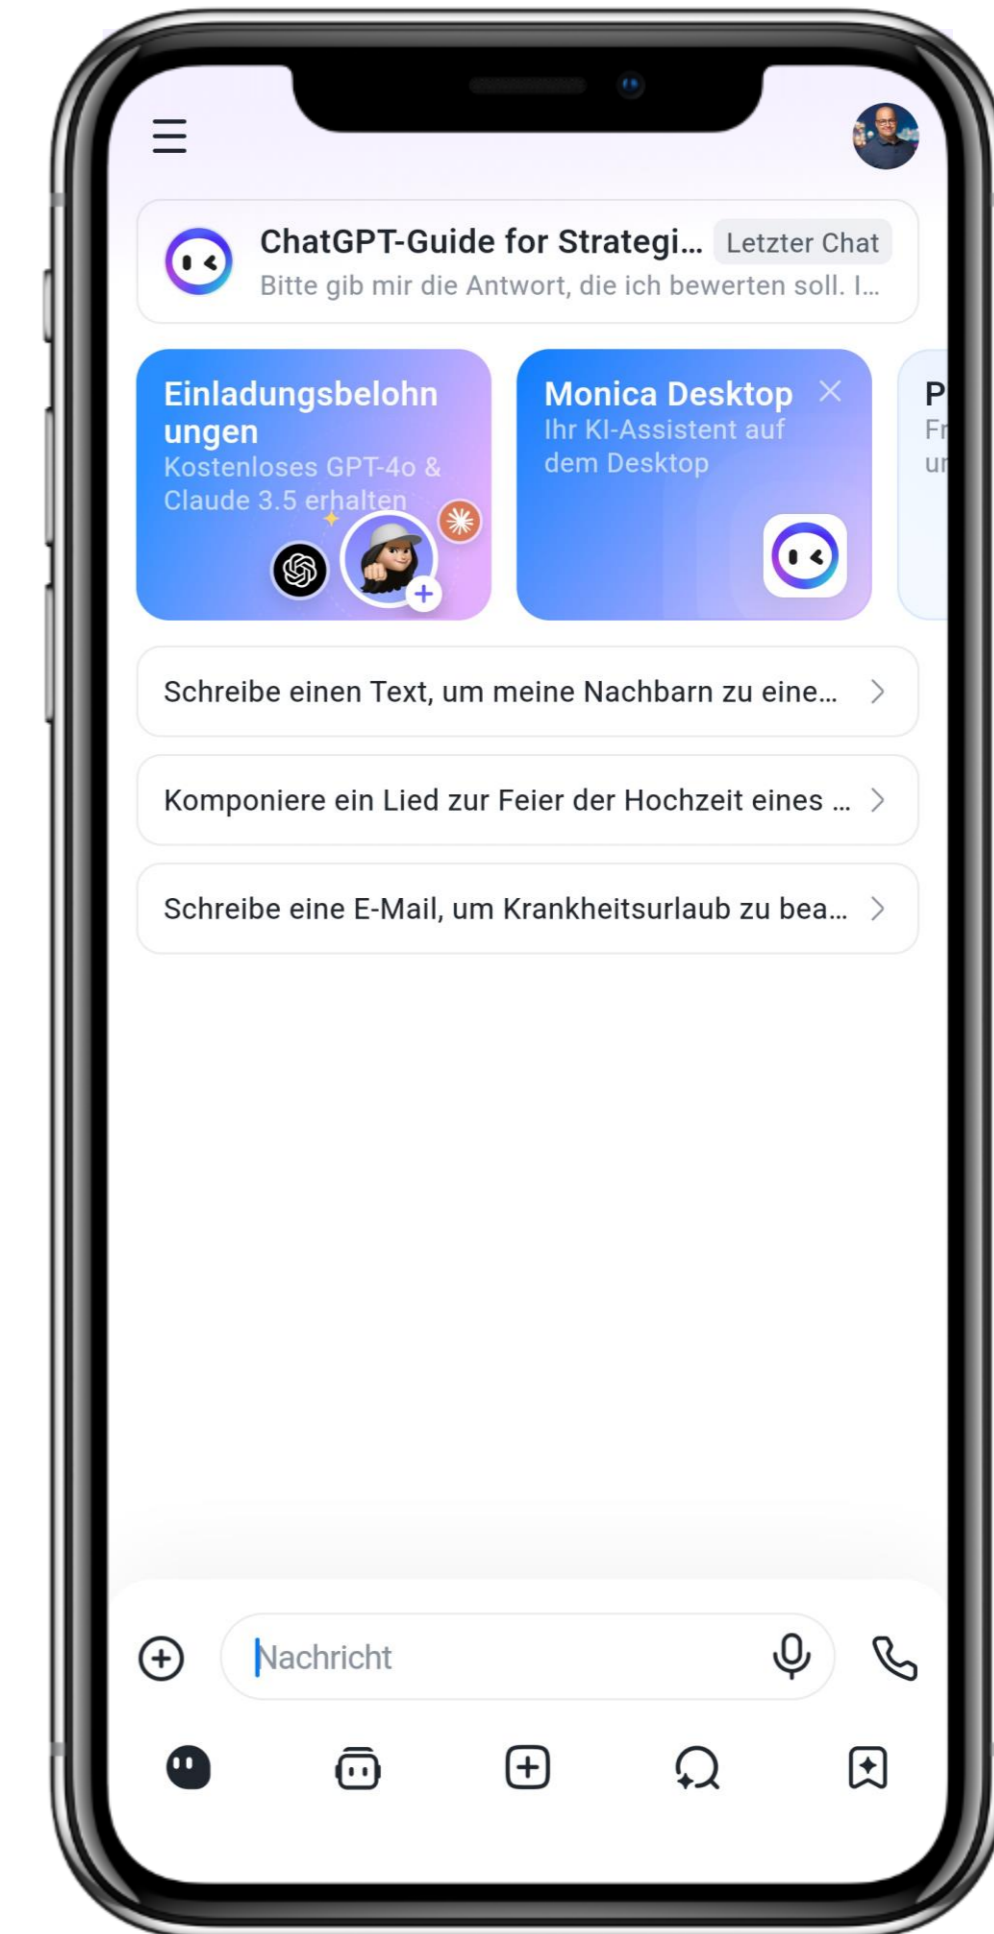 ChatGPT-Guide for Strategi...
Letzter Chat
Bitte gib mir die Antwort, die ich bewerten soll. I...
Einladungsbelohn
ungen
Kostenloses GPT-4o &
Claude 3.5 erhalten
Monica Desktop
Ihr KI-Assistent auf
dem Desktop
P
Fr
ur
Schreibe einen Text, um meine Nachbarn zu eine...
Komponiere ein Lied zur Feier der Hochzeit eines ...
Schreibe eine E-Mail, um Krankheitsurlaub zu bea...
Nachricht